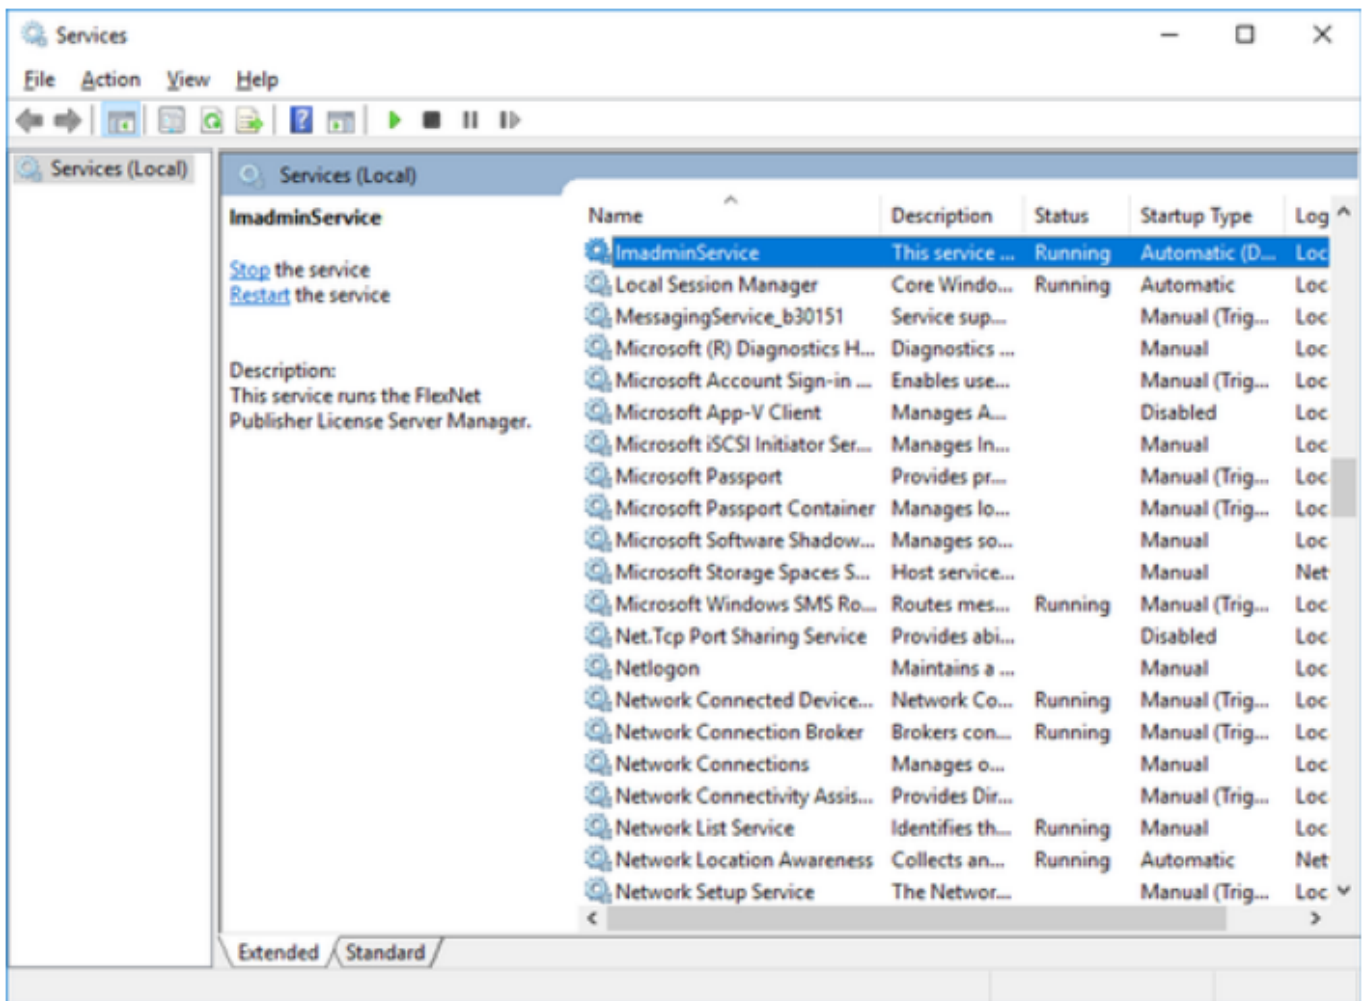 Services
File Action View Help
Services (Local)
Services (Local)
lmadminService
Stop the service
Restart the service
Description:
This service runs the FlexNet
Publisher License Server Manager.
Name Description Status Startup Type Log
lmadminService This service ... Running Automatic (D... Loc
Local Session Manager Core Windo... Running Automatic Loc
MessagingService_b30151 Service sup... Manual (Trig... Loc
Microsoft (R) Diagnostics H... Diagnostics ... Manual Loc
Microsoft Account Sign-in ... Enables use... Manual (Trig... Loc
Microsoft App-V Client Manages A... Disabled Loc
Microsoft iSCSI Initiator Ser... Manages In... Manual Loc
Microsoft Passport Provides pr... Manual (Trig... Loc
Microsoft Passport Container Manages lo... Manual (Trig... Loc
Microsoft Software Shadow... Manages so... Manual Loc
Microsoft Storage Spaces S... Host service... Manual Net
Microsoft Windows SMS Ro... Routes mes... Running Manual (Trig... Loc
Net.Tcp Port Sharing Service Provides abi... Disabled Loc
Netlogon Maintains a ... Manual Loc
Network Connected Device... Network Co... Running Manual (Trig... Loc
Network Connection Broker Brokers con... Running Manual (Trig... Loc
Network Connections Manages o... Manual Loc
Network Connectivity Assis... Provides Dir... Manual (Trig... Loc
Network List Service Identifies th... Running Manual Loc
Network Location Awareness Collects an... Running Automatic Net
Network Setup Service The Networ... Manual (Trig... Loc
Extended Standard